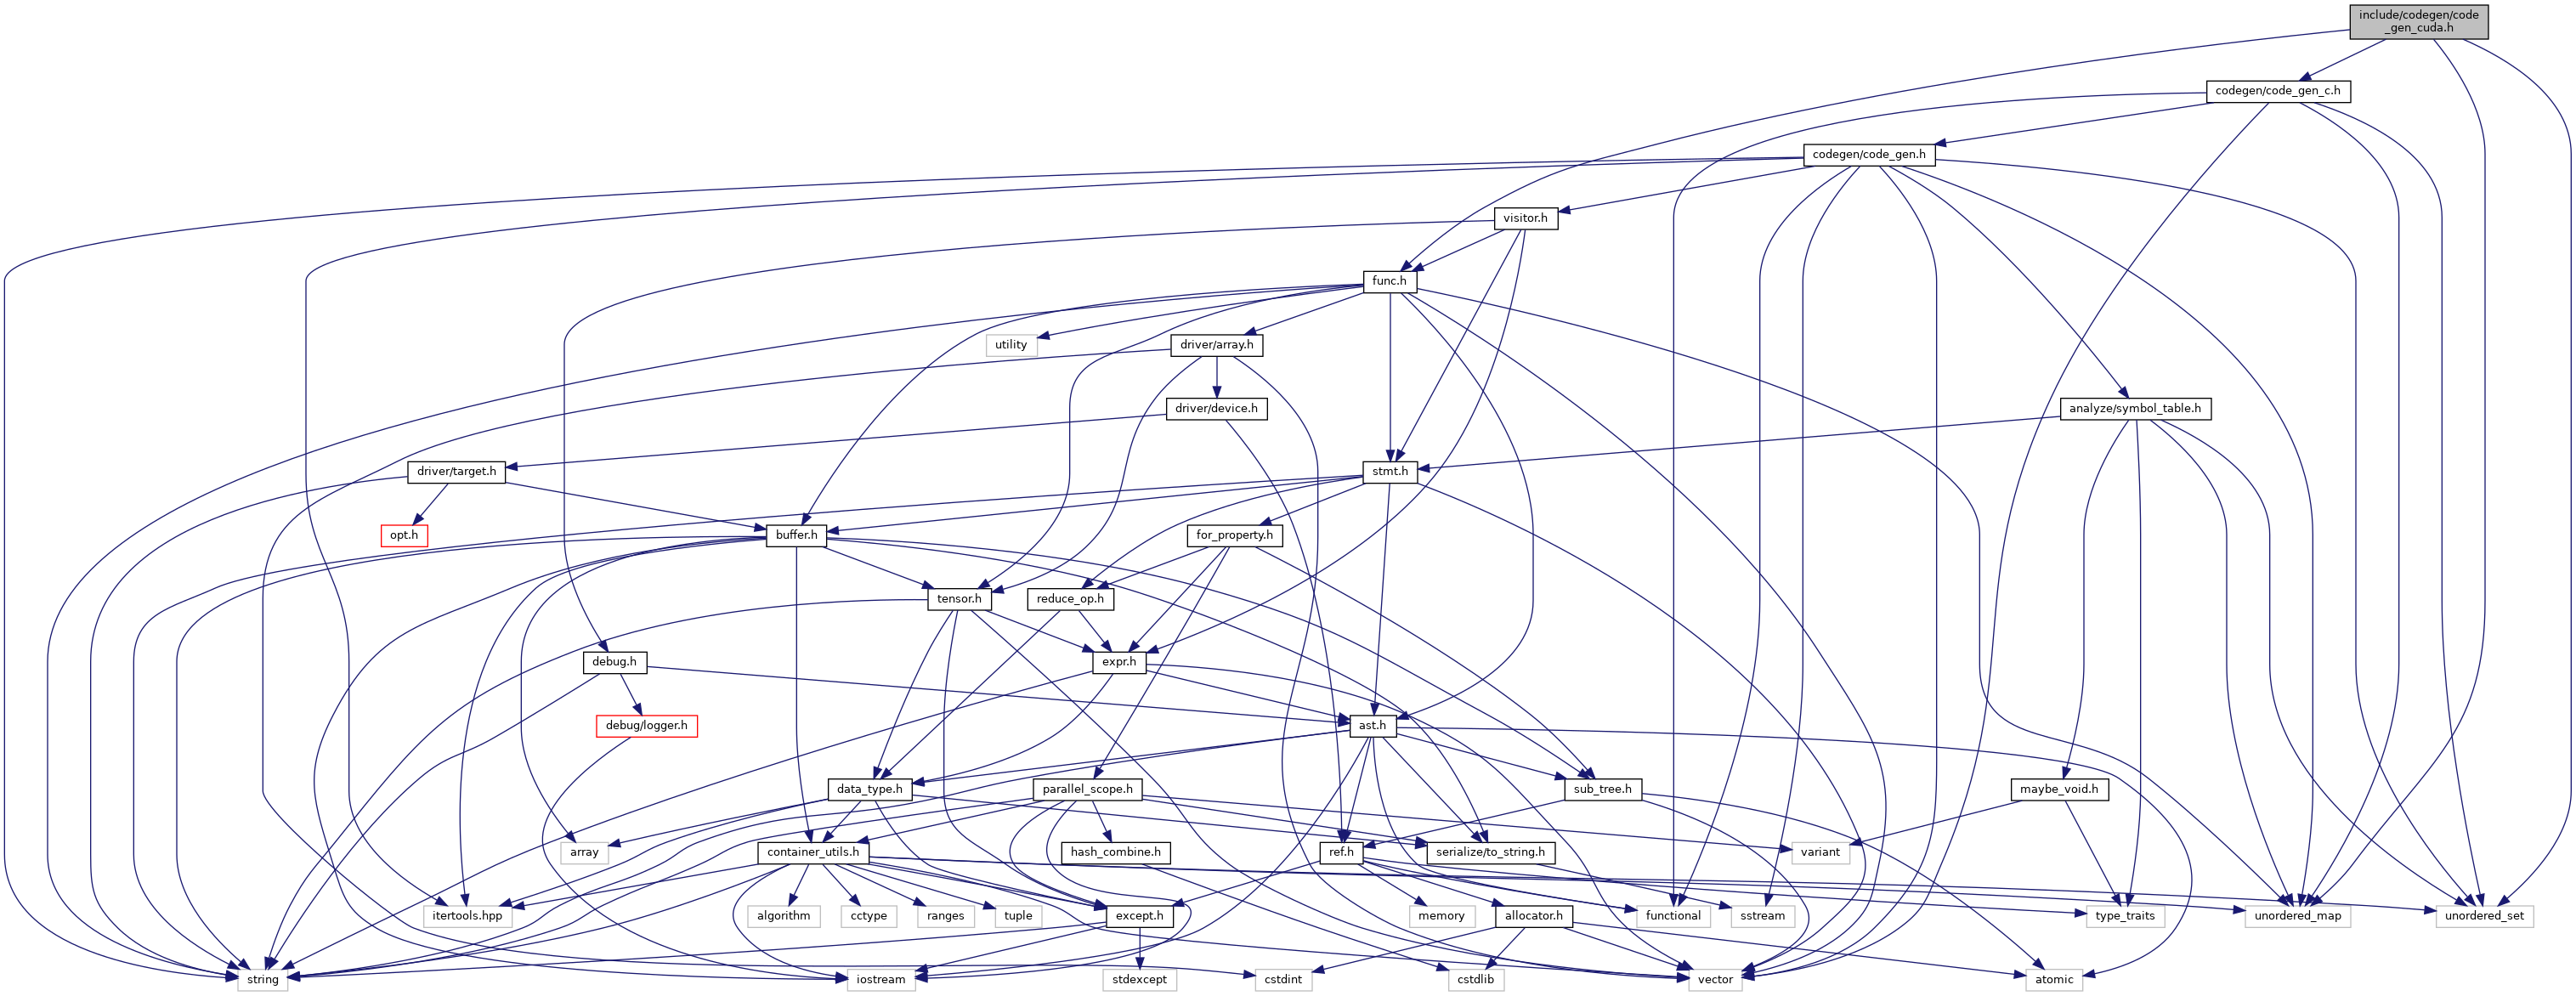 include/codegen/code
_gen_cuda.h
codegen/code_gen_c.h
codegen/code_gen.h
visitor.h
func.h
utility
driver/array.h
driver/device.h
analyze/symbol_table.h
driver/target.h
stmt.h
opt.h
buffer.h
for_property.h
tensor.h
reduce_op.h
debug.h
expr.h
debug/logger.h
ast.h
data_type.h
parallel_scope.h
sub_tree.h
maybe_void.h
array
container_utils.h
hash_combine.h
ref.h
serialize/to_string.h
variant
itertools.hpp
algorithm
cctype
ranges
tuple
except.h
memory
allocator.h
functional
sstream
type_traits
unordered_map
unordered_set
string
iostream
stdexcept
cstdint
cstdlib
vector
atomic